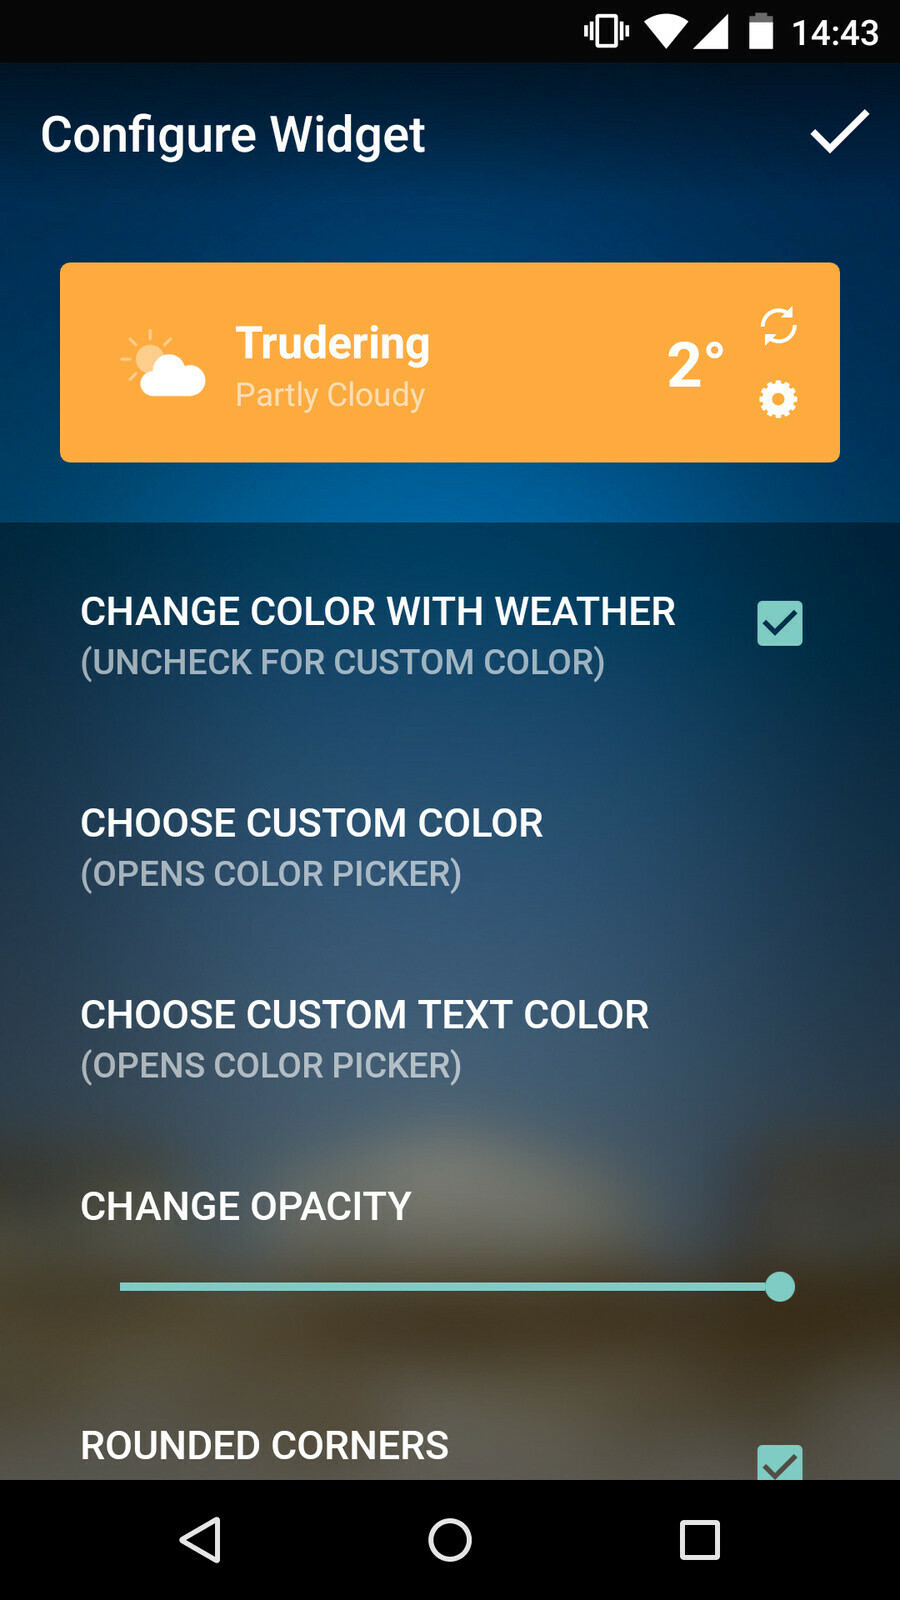 14:43
Configure Widget
Trudering
Partly Cloudy
2°
CHANGE COLOR WITH WEATHER
(UNCHECK FOR CUSTOM COLOR)
CHOOSE CUSTOM COLOR
(OPENS COLOR PICKER)
CHOOSE CUSTOM TEXT COLOR
(OPENS COLOR PICKER)
CHANGE OPACITY
ROUNDED CORNERS